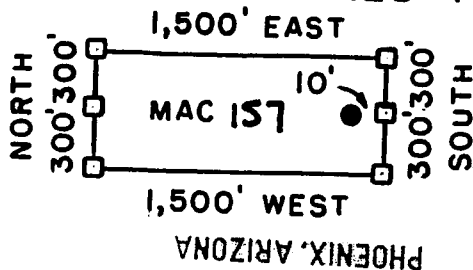 1,500' EAST
NORTH
300' 300'
MAC 157
10'
300' 300'
SOUTH
1,500' WEST
PHOENIX, ARIZONA